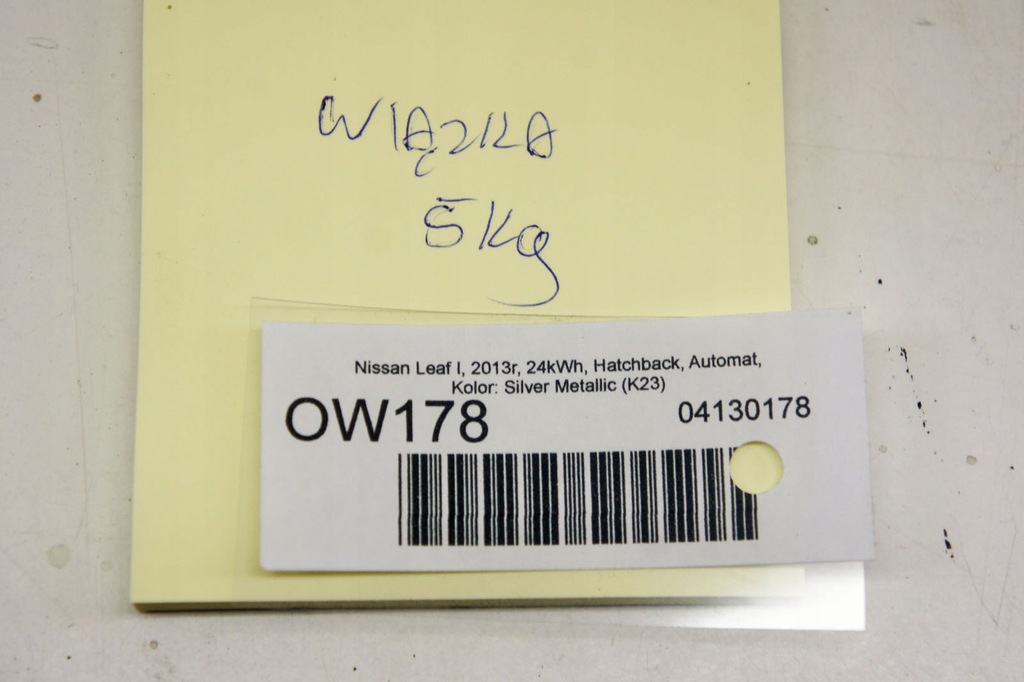 WIĄZKA
5Kg
Nissan Leaf I, 2013r, 24kWh, Hatchback, Automat,
Kolor: Silver Metallic (K23)
OW178
04130178